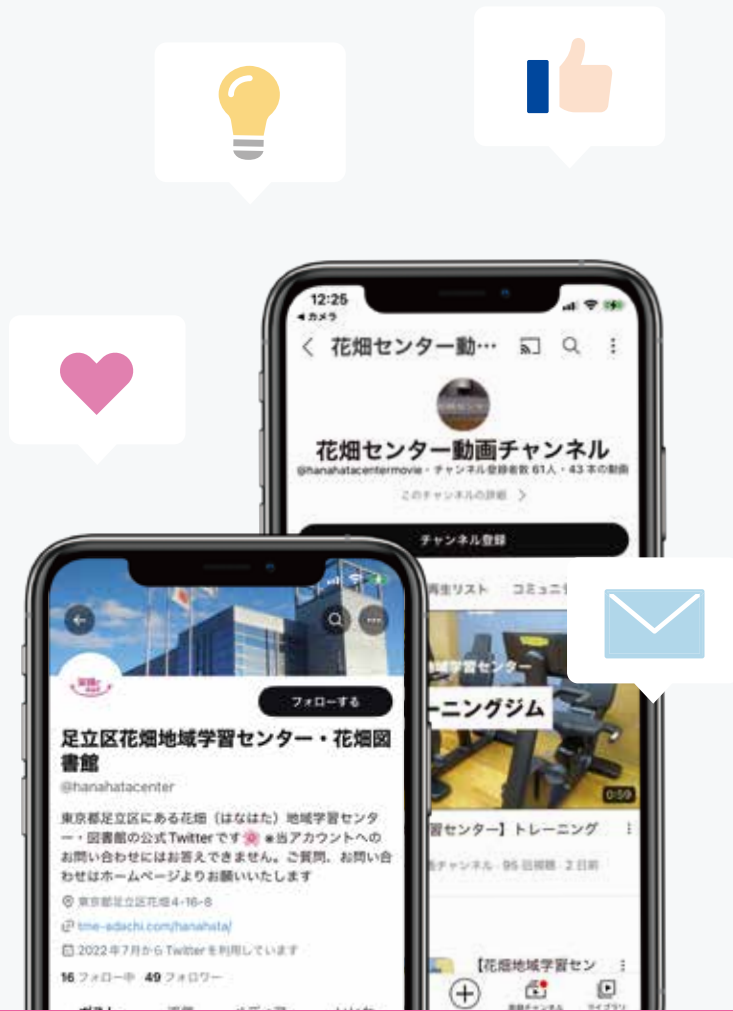 12:25
カメラ
花畑センター動…
花畑センター動画チャンネル
@hanahatacentermovie・チャンネル登録者数 61人・43 本の動画
このチャンネルの詳細
チャンネル登録
再生リスト
コミュニ
学習センター
ーニングジム
0:59
習センター】トレーニング
チャンネル・95 回視聴・2 日前
【花畑地域学習セン
登録チャンネル
ライブラリ
フォローする
足立区花畑地域学習センター・花畑図
書館
@hanahatacenter
東京都足立区にある花畑（はなはた）地域学習センタ
ー・図書館の公式Twitterです🌸 ※当アカウントへの
お問い合わせにはお答えできません。ご質問、お問い合
わせはホームページよりお願いいたします
東京都足立区花畑4-16-8
tme-adachi.com/hanahata/
2022年7月からTwitterを利用しています
16 フォロー中 49 フォロワー